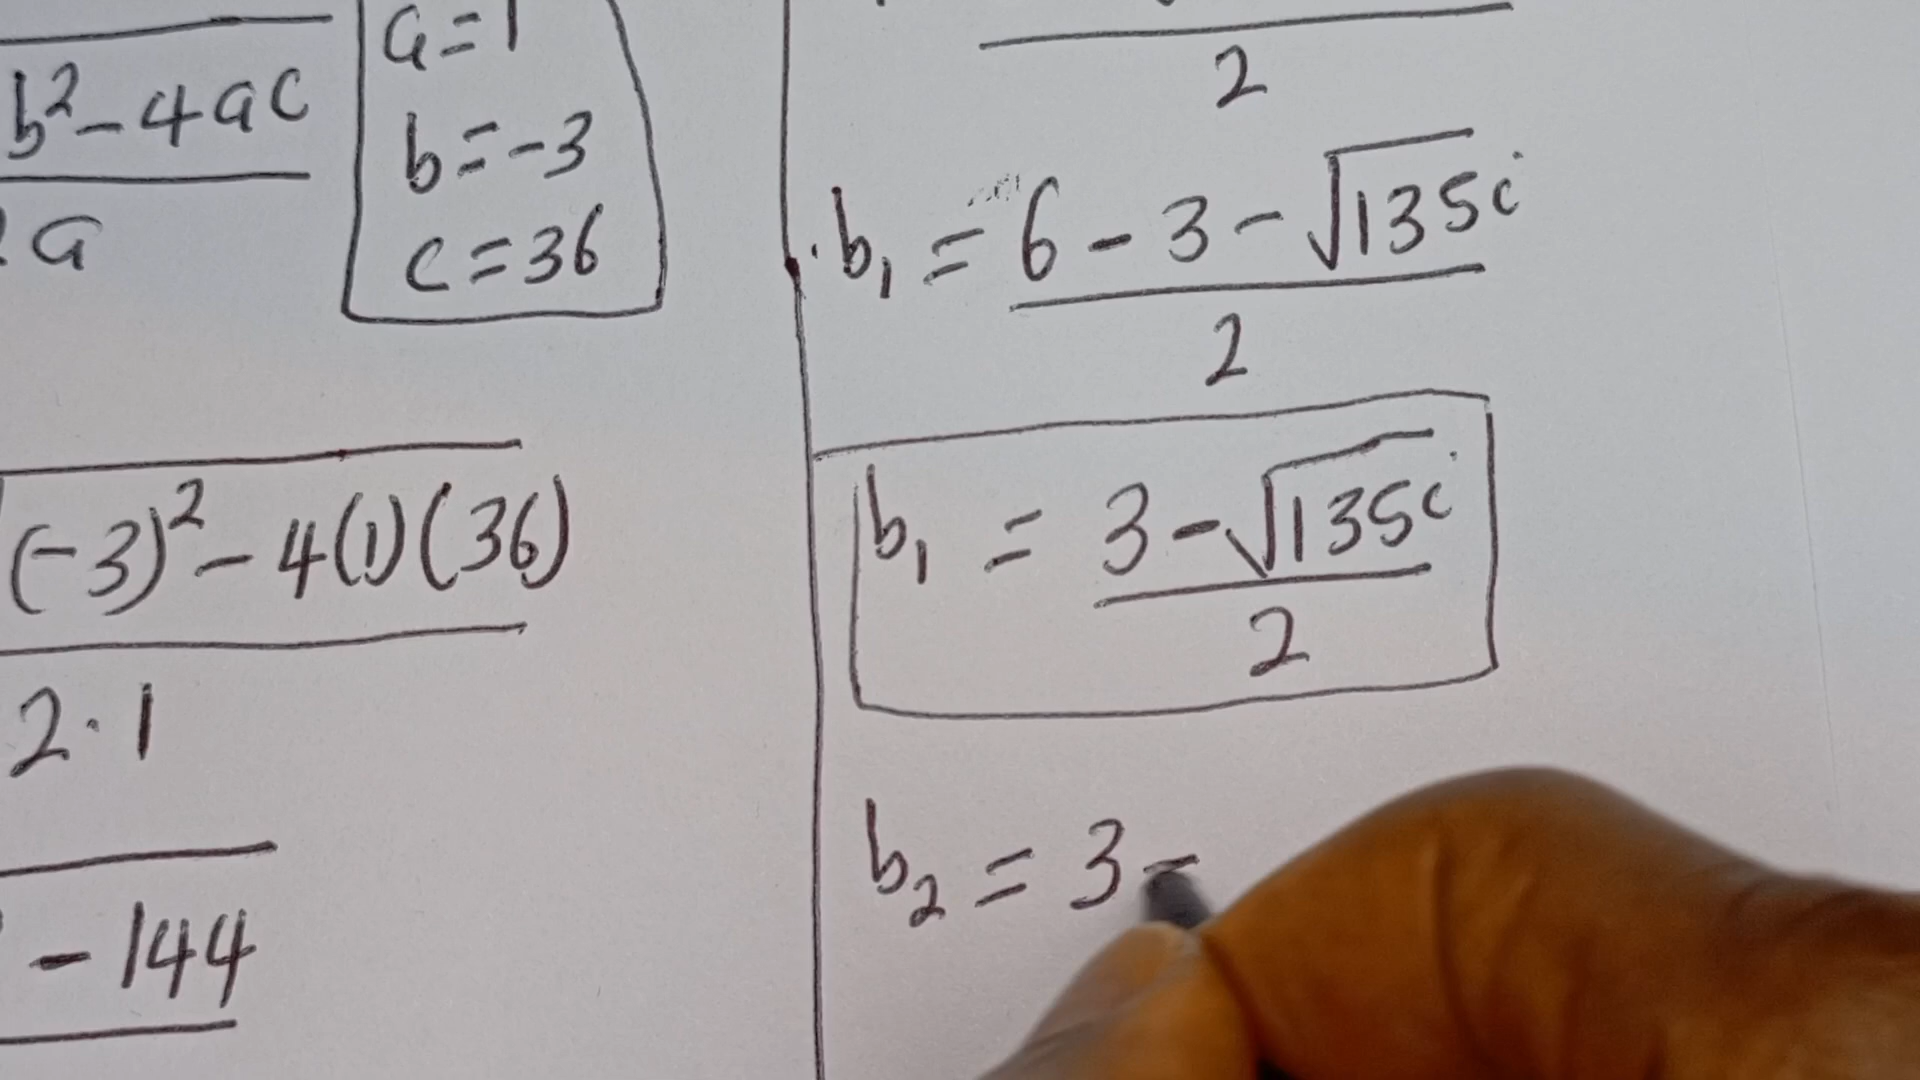 b² - 4ac
2a
a = 1
b = -3
c = 36
(-3)² - 4(1)(36)
2·1
- 144
2
b₁ = 6 - 3 - √135i
2
b₁ = 3 - √135i
2
b₂ = 3 -